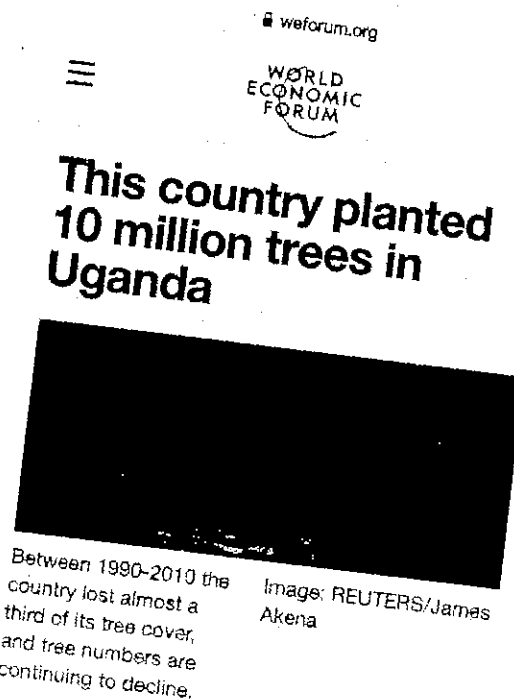 weforum.org
WORLD
ECONOMIC
FORUM
This country planted
10 million trees in
Uganda
Between 1990-2010 the
country lost almost a
third of its tree cover,
and tree numbers are
continuing to decline.
Image: REUTERS/James
Akena